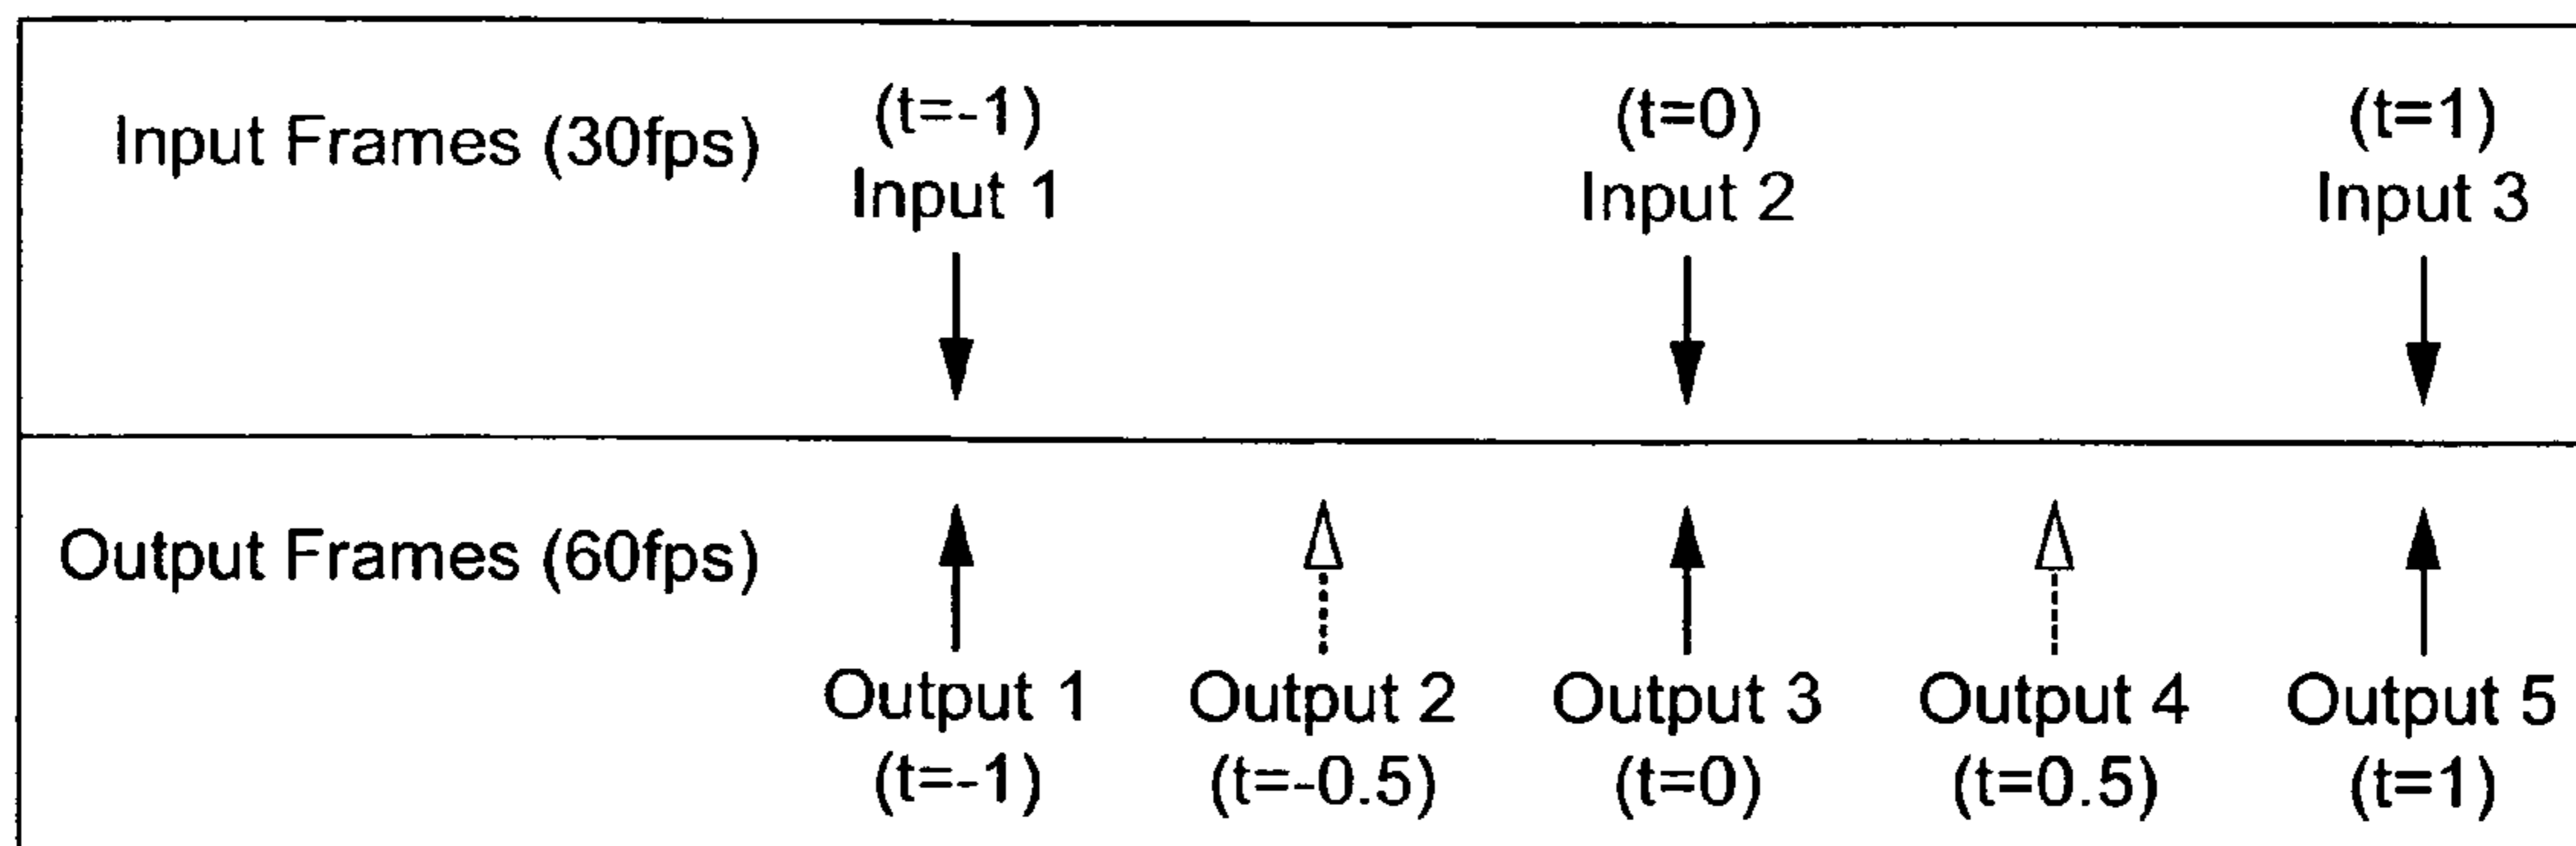 Input Frames (30fps)
(t=-1)
Input 1
(t=0)
Input 2
(t=1)
Input 3
Output Frames (60fps)
Output 1
(t=-1)
Output 2
(t=-0.5)
Output 3
(t=0)
Output 4
(t=0.5)
Output 5
(t=1)